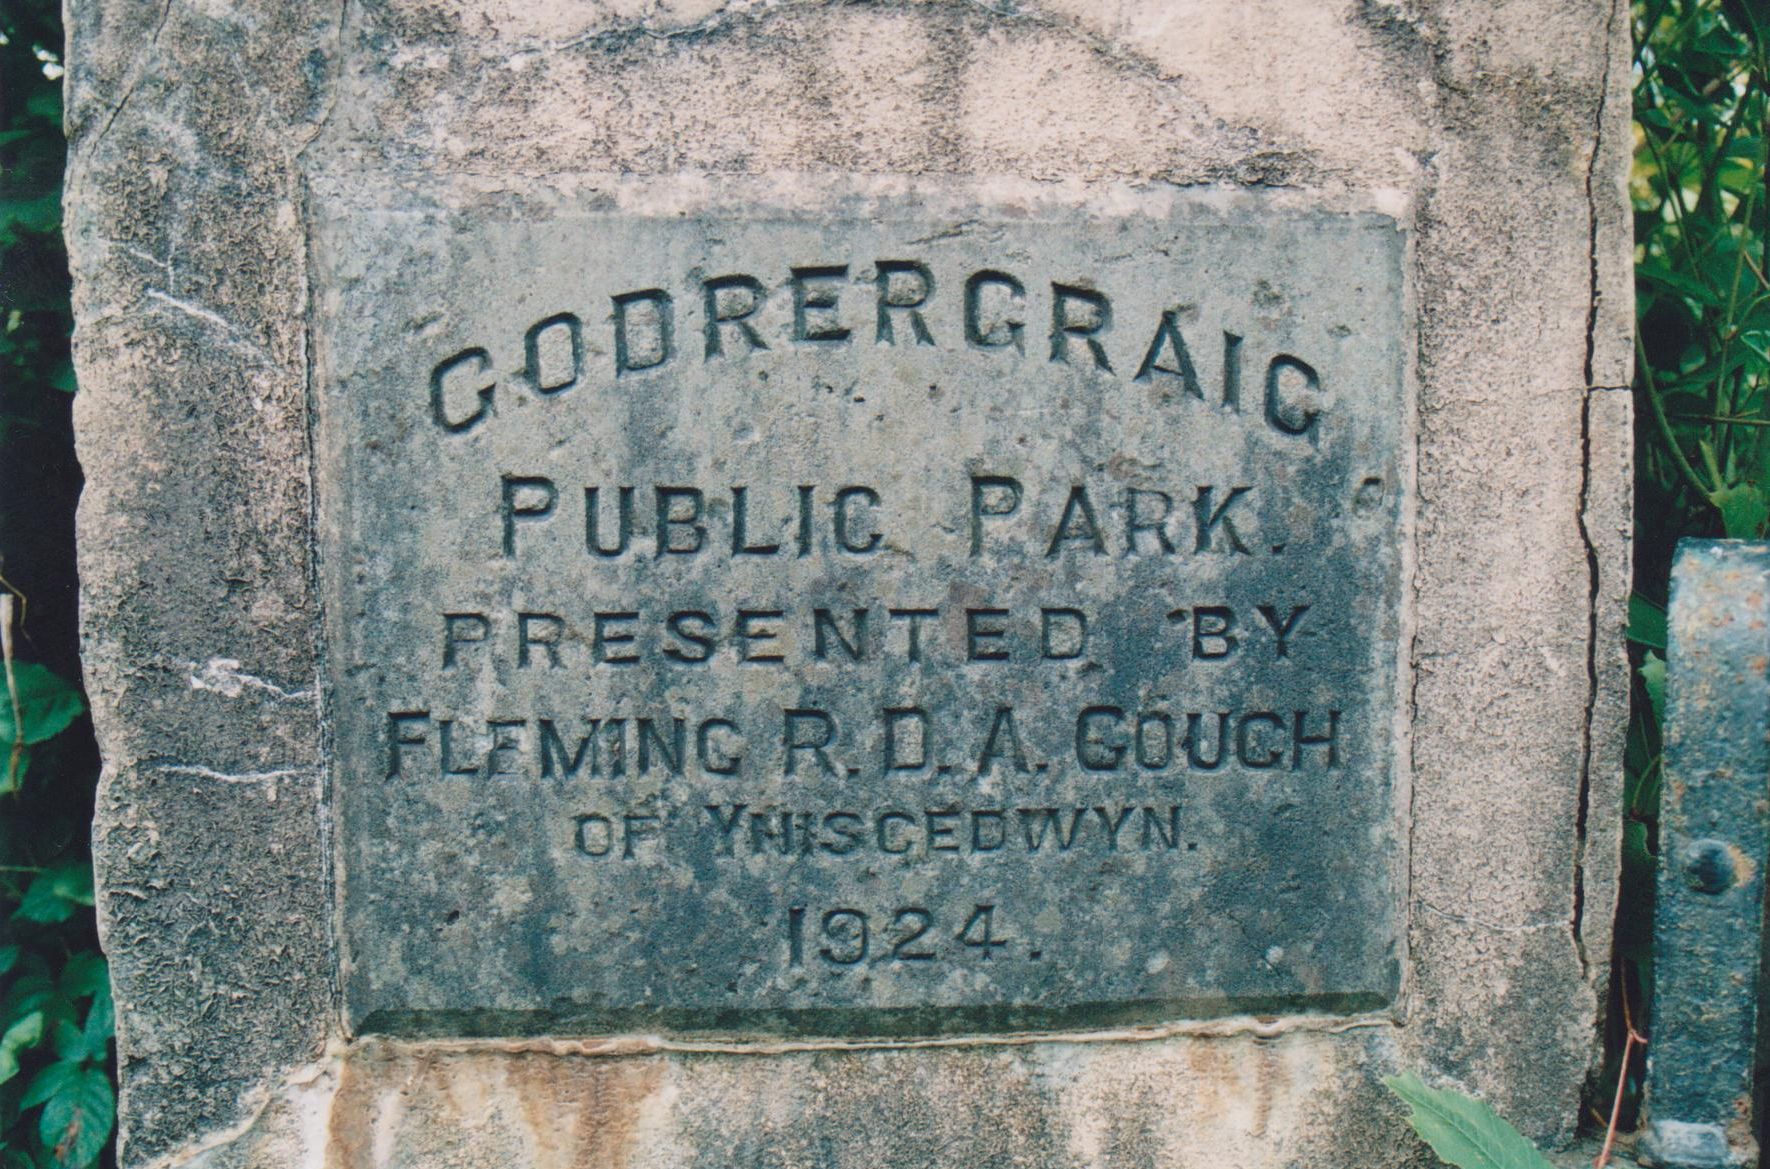 GODRERGRAIG
PUBLIC PARK.
PRESENTED BY
FLEMING R.D.A. GOUGH
OF YNISCEDWYN.
1924.